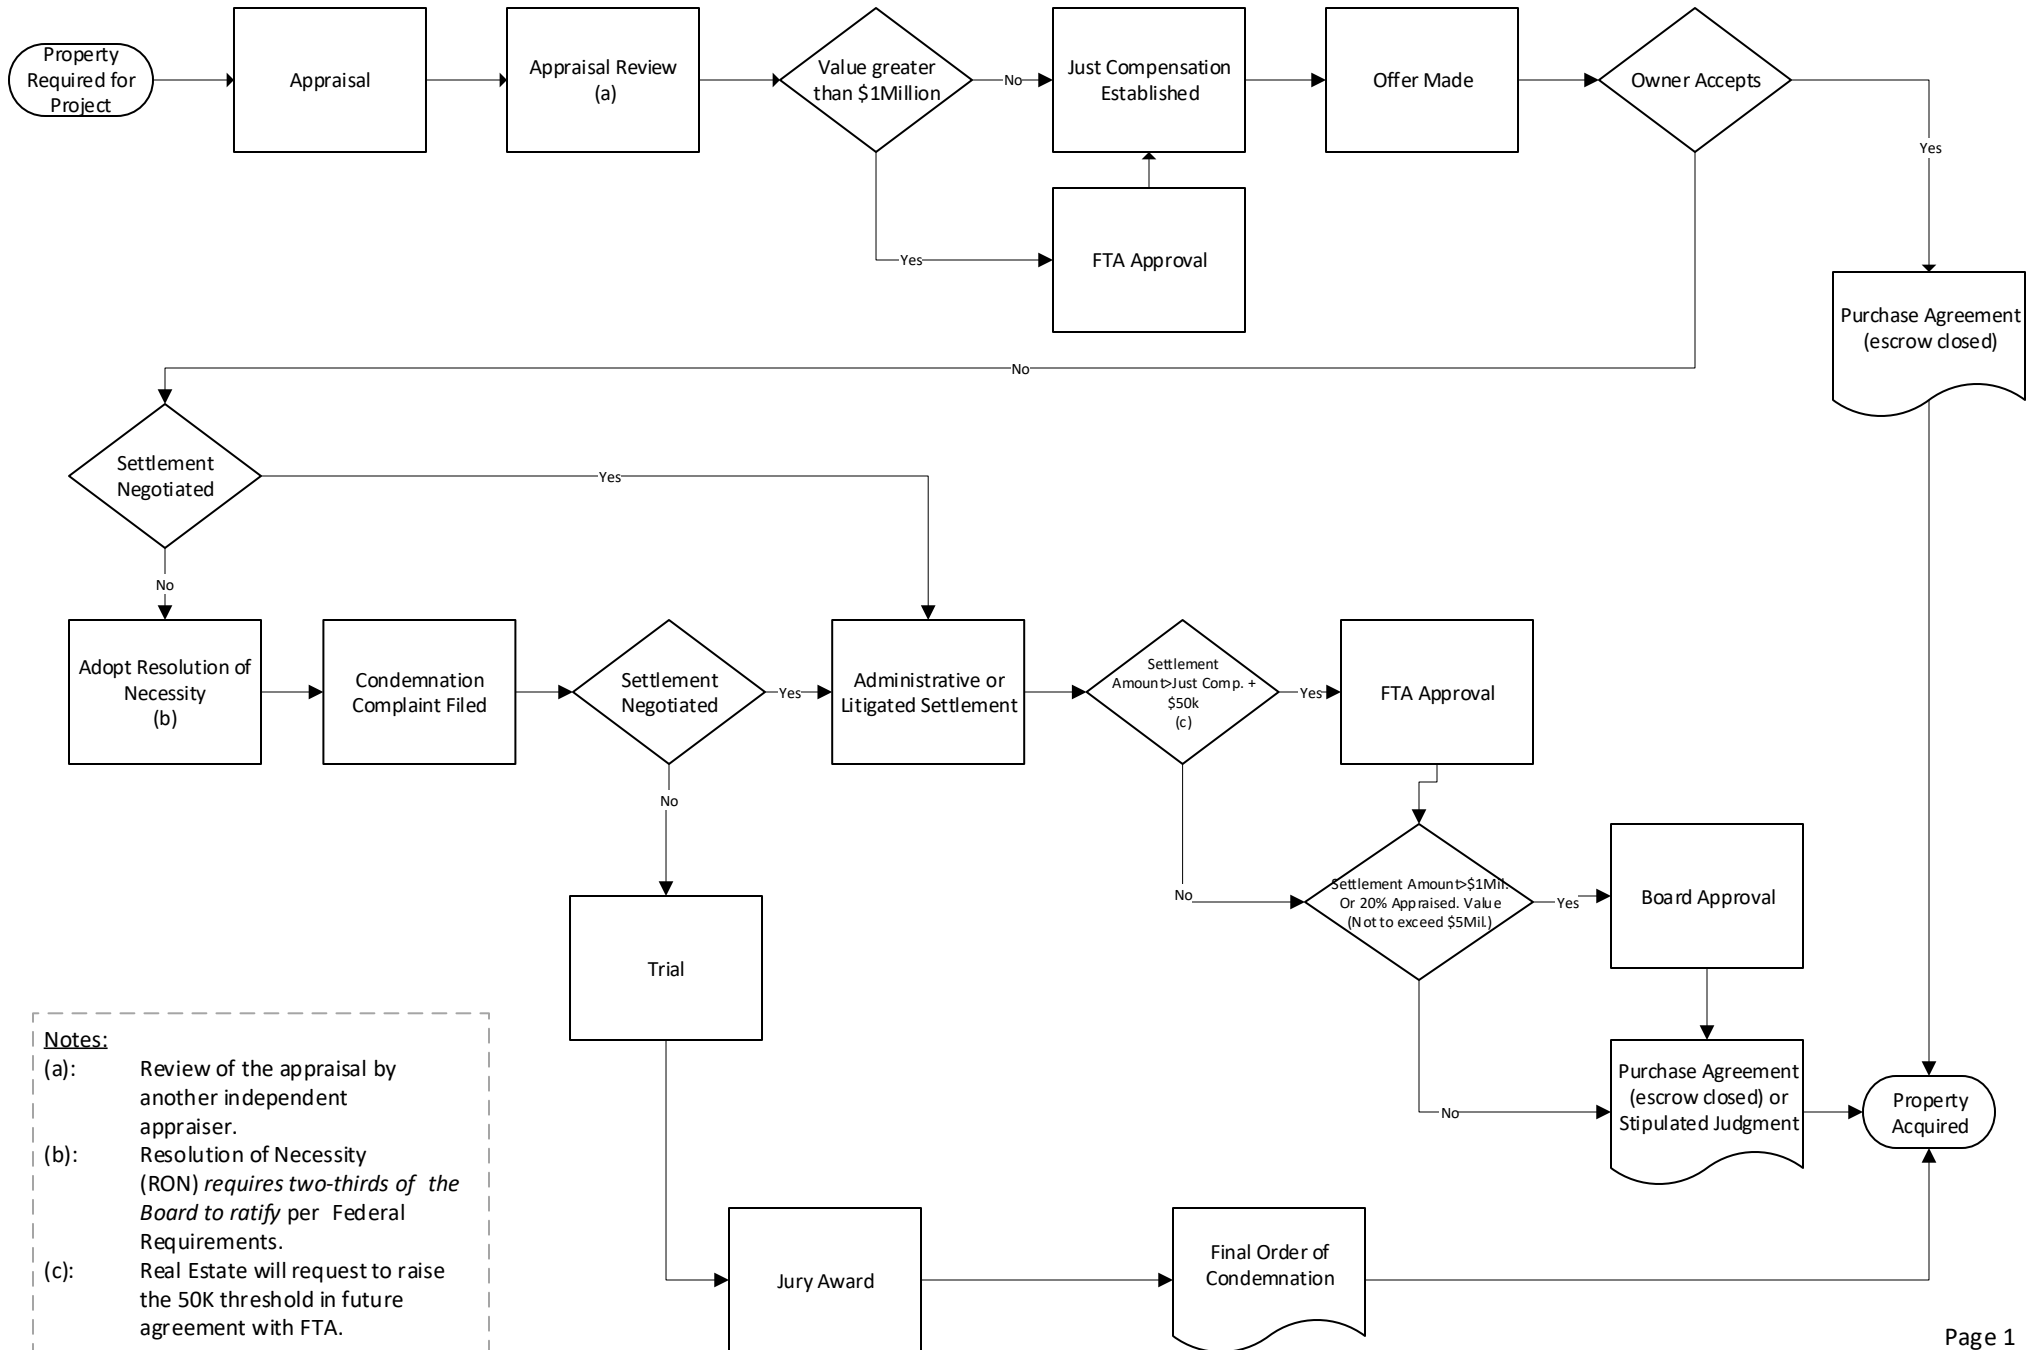 Property
Required for
Project
Appraisal
Appraisal Review
(a)
Value greater
than $1Million
No
Just Compensation
Established
Offer Made
Owner Accepts
Yes
Yes
FTA Approval
Purchase Agreement
(escrow closed)
No
Settlement
Negotiated
Yes
No
Adopt Resolution of
Necessity
(b)
Condemnation
Complaint Filed
Settlement
Negotiated
Yes
Administrative or
Litigated Settlement
Settlement
Amount>Just Comp. +
$50k
(c)
Yes
FTA Approval
No
No
Settlement Amount>$1Mil.
Or 20% Appraised. Value
(Not to exceed $5Mil.)
Yes
Board Approval
Trial
No
Purchase Agreement
(escrow closed) or
Stipulated Judgment
Property
Acquired
Jury Award
Final Order of
Condemnation
Notes:
(a): Review of the appraisal by
another independent
appraiser.
(b): Resolution of Necessity
(RON) requires two-thirds of the
Board to ratify per Federal
Requirements.
(c): Real Estate will request to raise
the 50K threshold in future
agreement with FTA.
Page 1